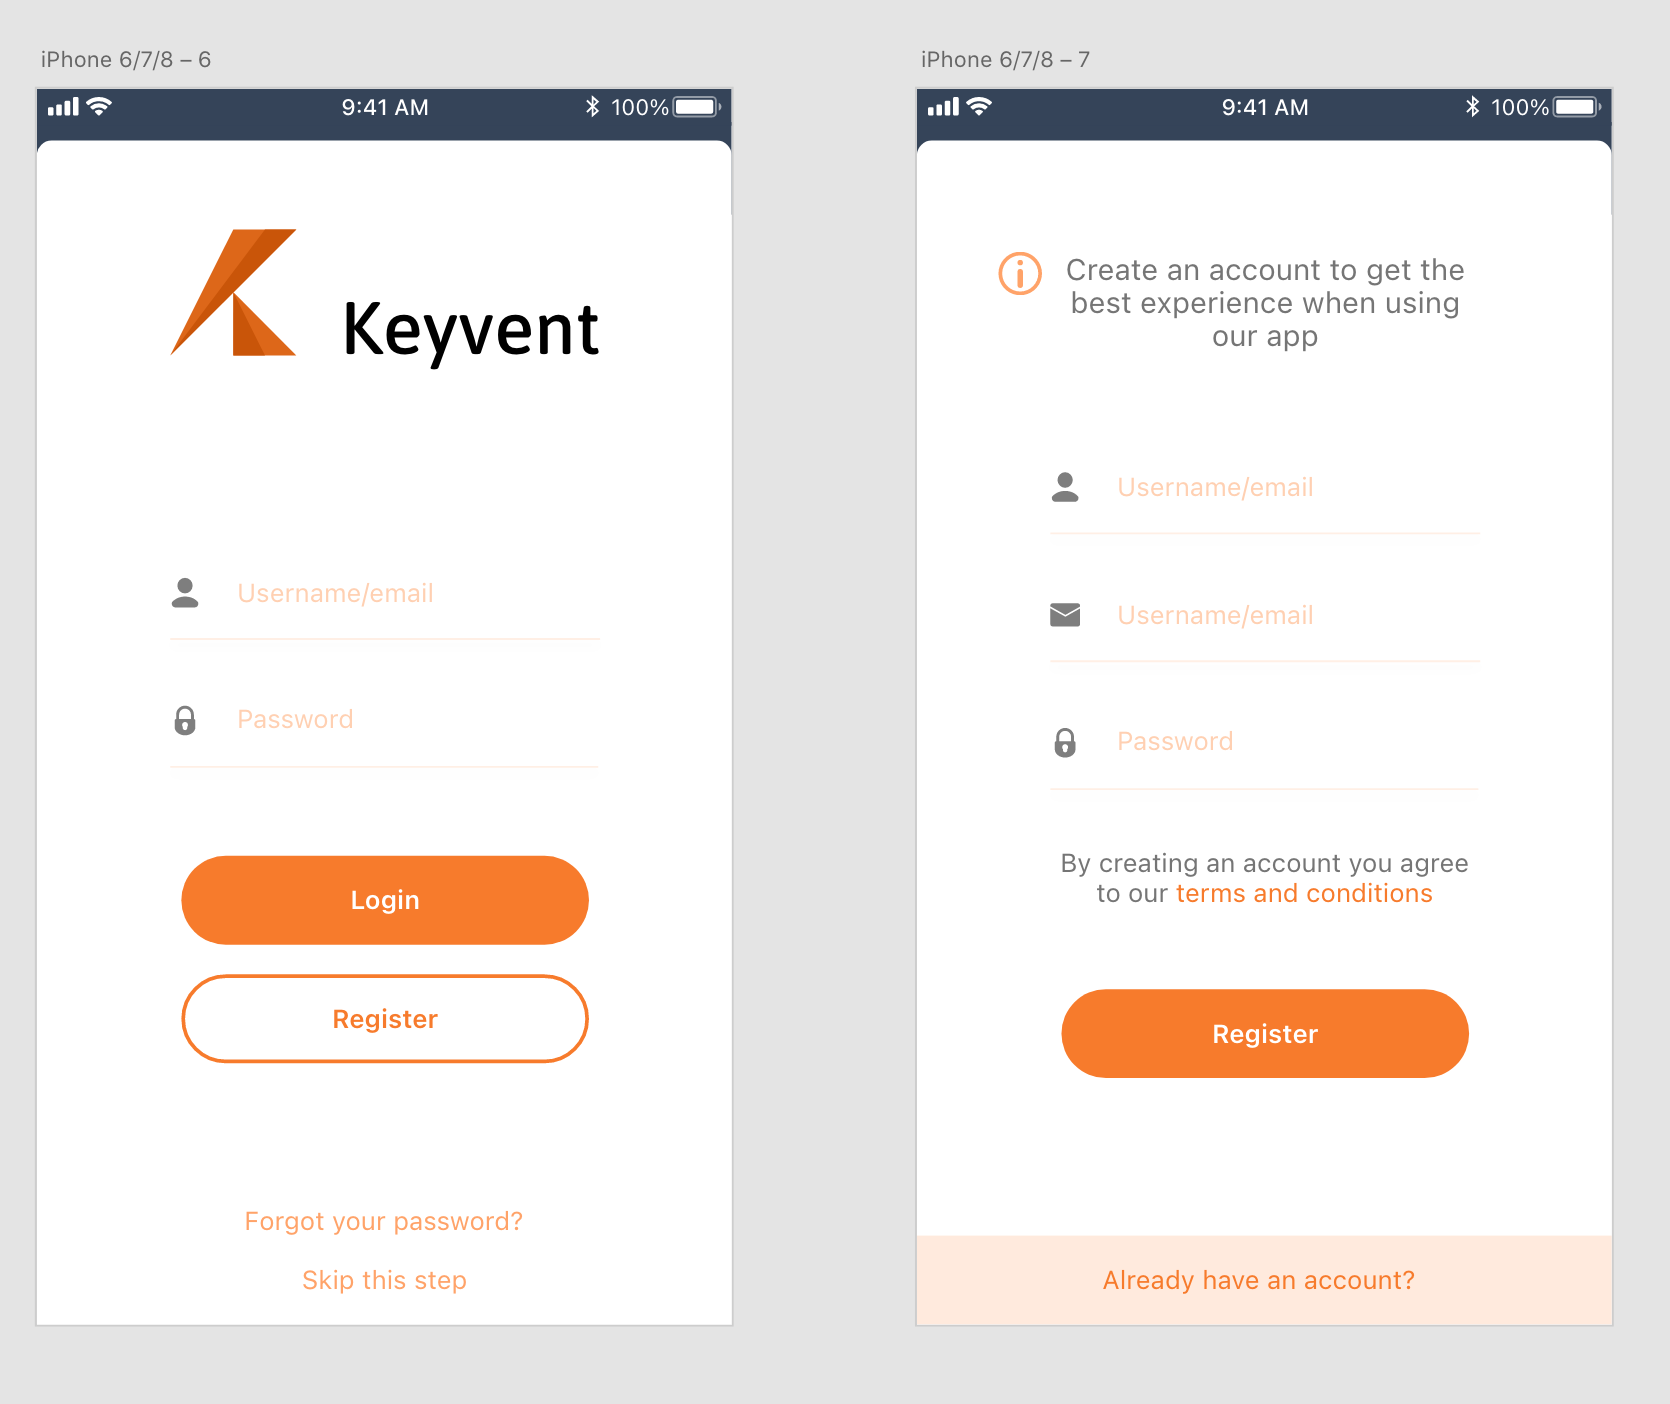 iPhone 6/7/8 – 6
9:41 AM
100%
Keyvent
Username/email
Password
Login
Register
Forgot your password?
Skip this step
iPhone 6/7/8 – 7
9:41 AM
100%
Create an account to get the
best experience when using
our app
Username/email
Username/email
Password
By creating an account you agree
to our terms and conditions
Register
Already have an account?